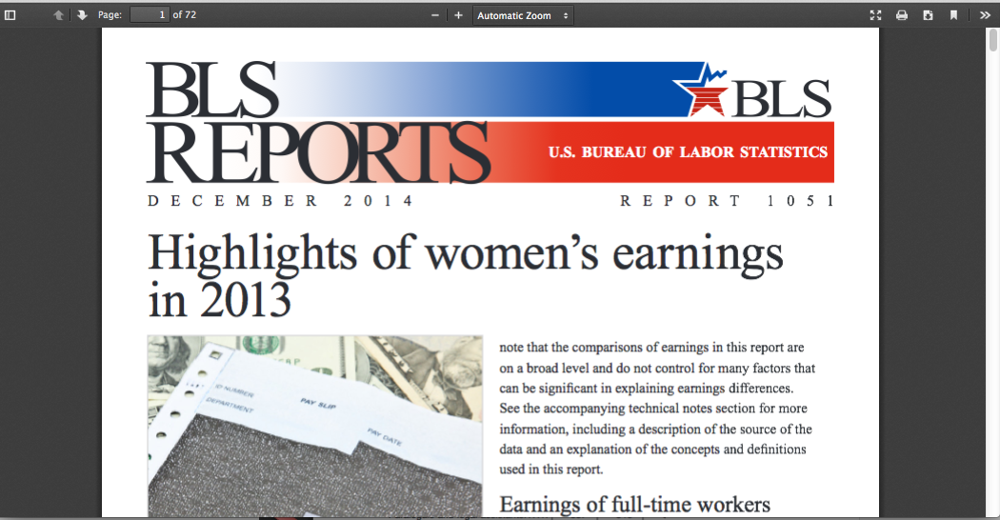 Page: 1 of 72
Automatic Zoom
BLS
BLS
REPORTS
U.S. BUREAU OF LABOR STATISTICS
DECEMBER 2014
REPORT 1051
Highlights of women’s earnings
in 2013
ID NUMBER
DEPARTMENT
PAY SLIP
PAY DATE
note that the comparisons of earnings in this report are
on a broad level and do not control for many factors that
can be significant in explaining earnings differences.
See the accompanying technical notes section for more
information, including a description of the source of the
data and an explanation of the concepts and definitions
used in this report.
Earnings of full-time workers